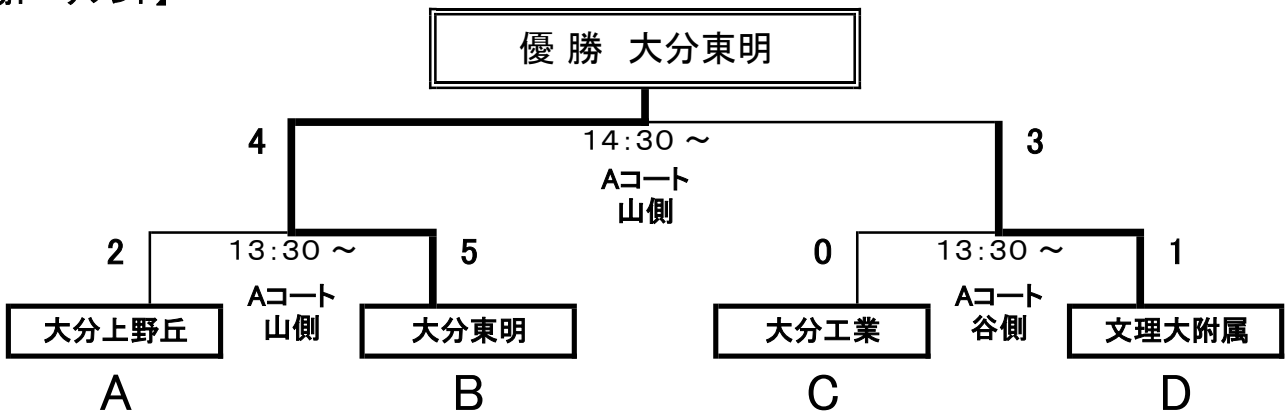 優 勝 大分東明
4
14:30 ～
3
Aコート
山側
2
13:30 ～
5
0
13:30 ～
1
Aコート
山側
Aコート
谷側
大分上野丘
大分東明
大分工業
文理大附属
A
B
C
D